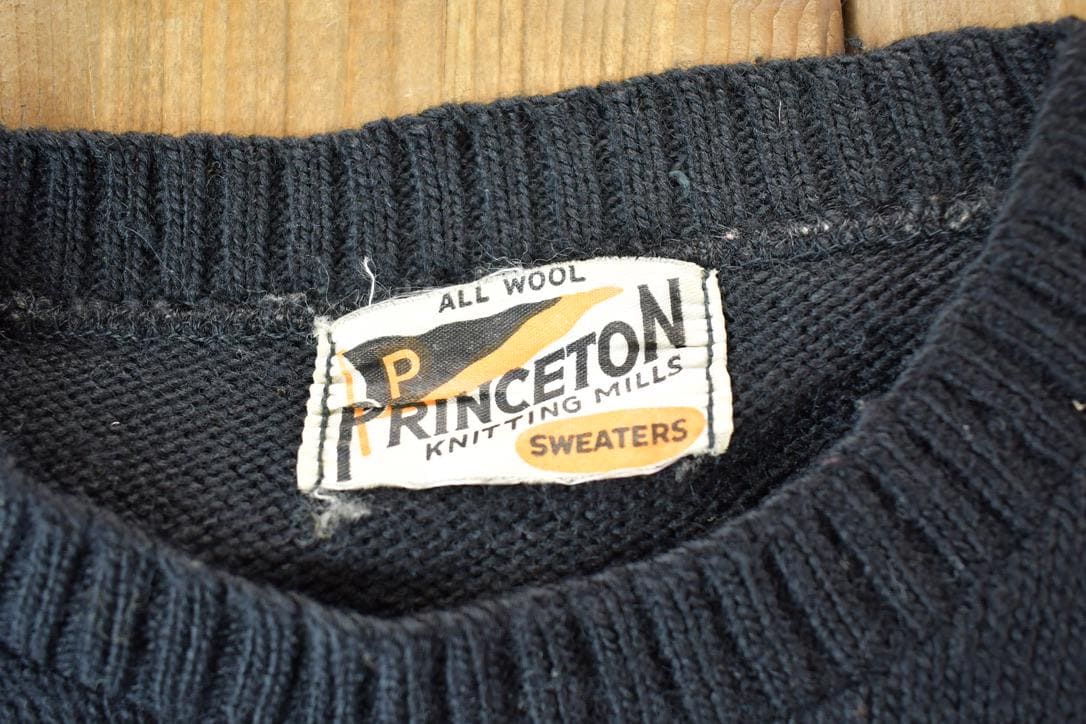 ALL WOOL
P
PRINCETON
KNITTING MILLS
SWEATERS